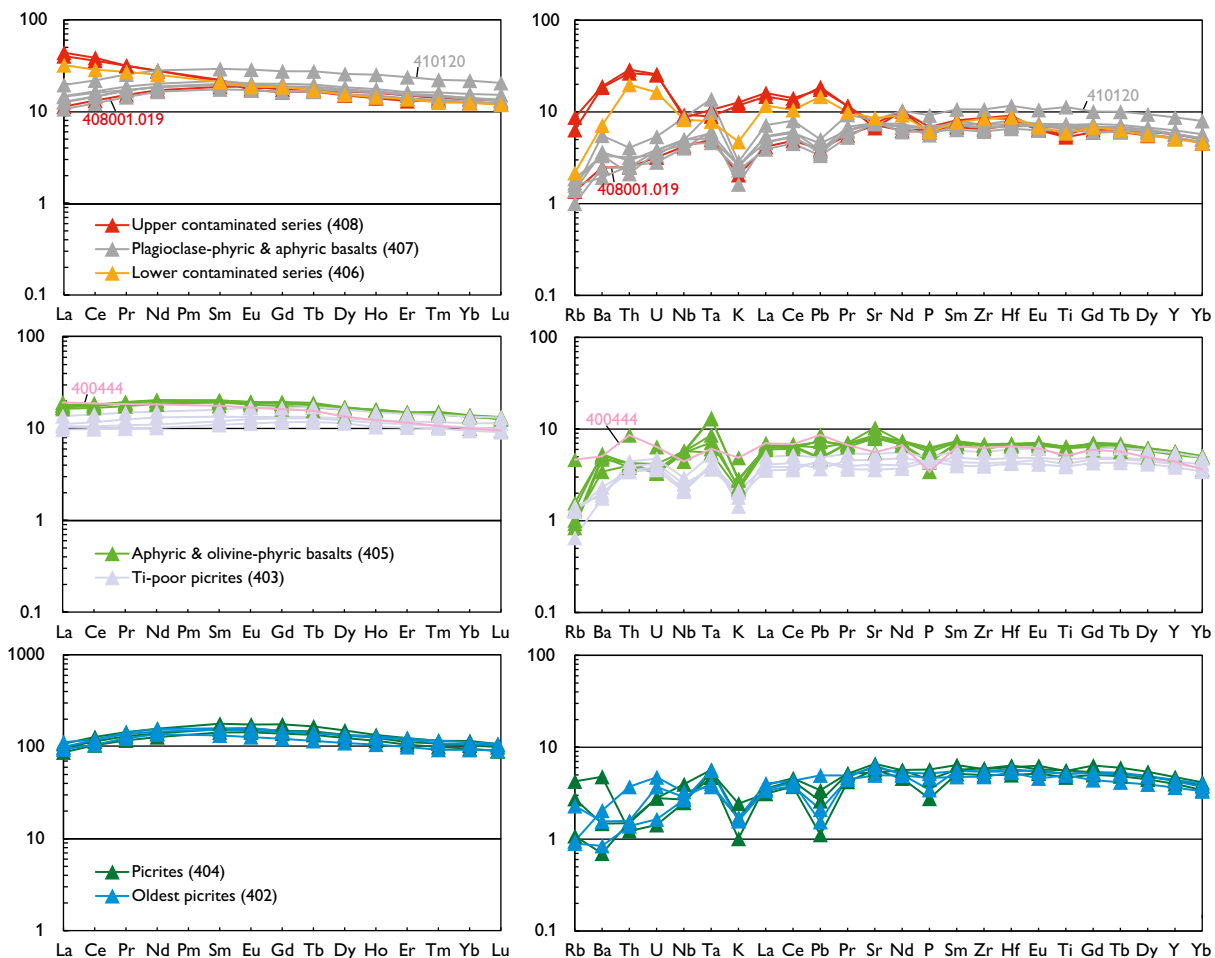 100
10
1
0.1
410120
408001.019
Upper contaminated series (408)
Plagioclase-phyric & aphyric basalts (407)
Lower contaminated series (406)
La Ce Pr Nd Pm Sm Eu Gd Tb Dy Ho Er Tm Yb Lu
100
10
1
0.1
410120
408001.019
Rb Ba Th U Nb Ta K La Ce Pb Pr Sr Nd P Sm Zr Hf Eu Ti Gd Tb Dy Y Yb
100
10
1
0.1
400444
Aphyric & olivine-phyric basalts (405)
Ti-poor picrites (403)
La Ce Pr Nd Pm Sm Eu Gd Tb Dy Ho Er Tm Yb Lu
100
10
1
0.1
400444
Rb Ba Th U Nb Ta K La Ce Pb Pr Sr Nd P Sm Zr Hf Eu Ti Gd Tb Dy Y Yb
1000
100
10
1
Picrites (404)
Oldest picrites (402)
La Ce Pr Nd Pm Sm Eu Gd Tb Dy Ho Er Tm Yb Lu
100
10
1
0.1
Rb Ba Th U Nb Ta K La Ce Pb Pr Sr Nd P Sm Zr Hf Eu Ti Gd Tb Dy Y Yb